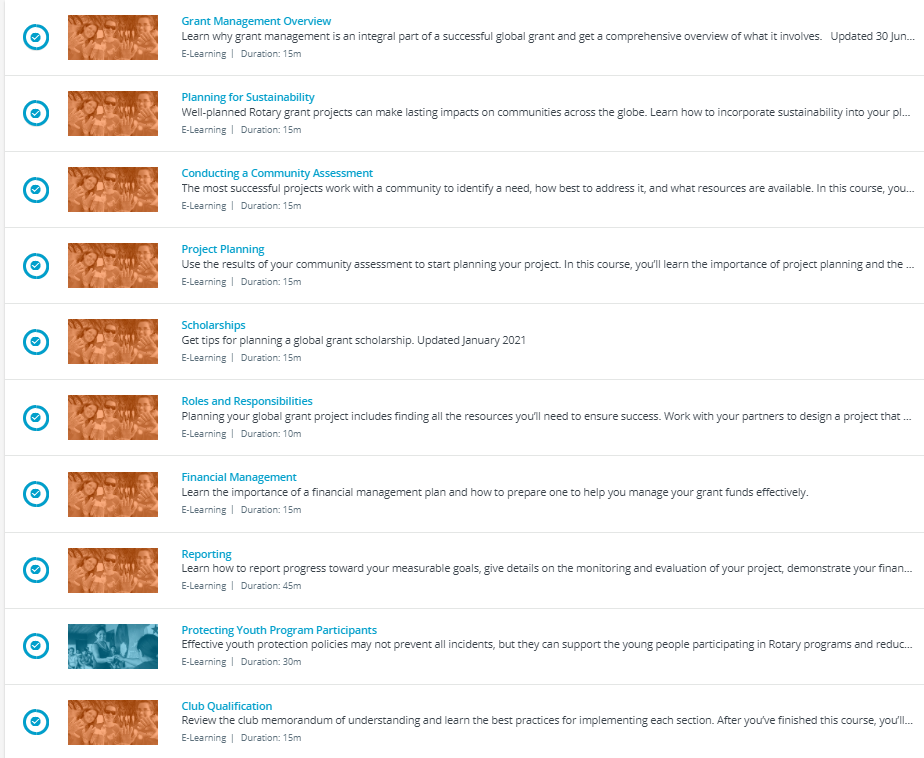 Grant Management Overview
Learn why grant management is an integral part of a successful global grant and get a comprehensive overview of what it involves.   Updated 30 Jun...
E-Learning | Duration: 15m
Planning for Sustainability
Well-planned Rotary grant projects can make lasting impacts on communities across the globe. Learn how to incorporate sustainability into your pl...
E-Learning | Duration: 15m
Conducting a Community Assessment
The most successful projects work with a community to identify a need, how best to address it, and what resources are available. In this course, you...
E-Learning | Duration: 15m
Project Planning
Use the results of your community assessment to start planning your project. In this course, you'll learn the importance of project planning and the ...
E-Learning | Duration: 15m
Scholarships
Get tips for planning a global grant scholarship. Updated January 2021
E-Learning | Duration: 15m
Roles and Responsibilities
Planning your global grant project includes finding all the resources you'll need to ensure success. Work with your partners to design a project that ...
E-Learning | Duration: 10m
Financial Management
Learn the importance of a financial management plan and how to prepare one to help you manage your grant funds effectively.
E-Learning | Duration: 15m
Reporting
Learn how to report progress toward your measurable goals, give details on the monitoring and evaluation of your project, demonstrate your finan...
E-Learning | Duration: 45m
Protecting Youth Program Participants
Effective youth protection policies may not prevent all incidents, but they can support the young people participating in Rotary programs and reduc...
E-Learning | Duration: 30m
Club Qualification
Review the club memorandum of understanding and learn the best practices for implementing each section. After you've finished this course, you'll...
E-Learning | Duration: 15m